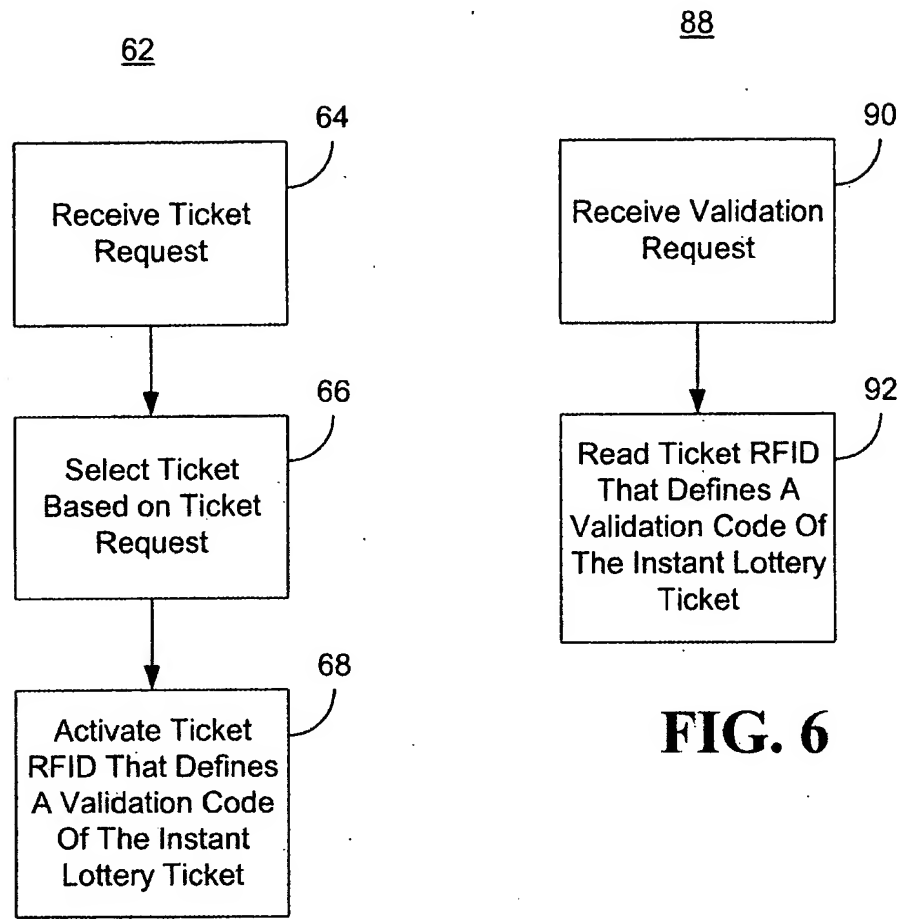 62
64
Receive Ticket
Request
66
Select Ticket
Based on Ticket
Request
68
Activate Ticket
RFID That Defines
A Validation Code
Of The Instant
Lottery Ticket
88
90
Receive Validation
Request
92
Read Ticket RFID
That Defines A
Validation Code Of
The Instant Lottery
Ticket
FIG. 6